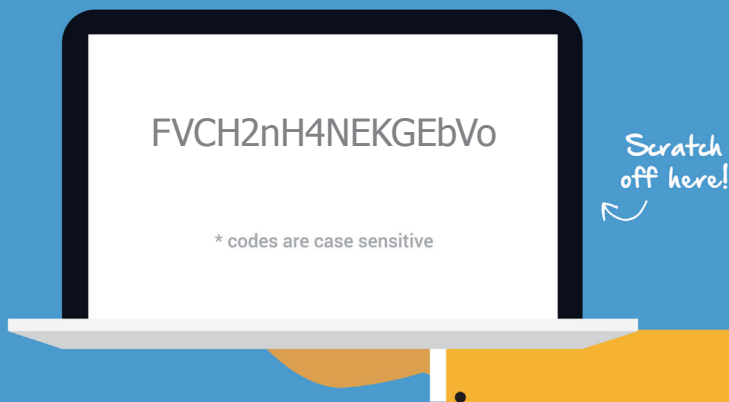 FVCH2nH4NEKGEbVo
* codes are case sensitive
Scratch
off here!